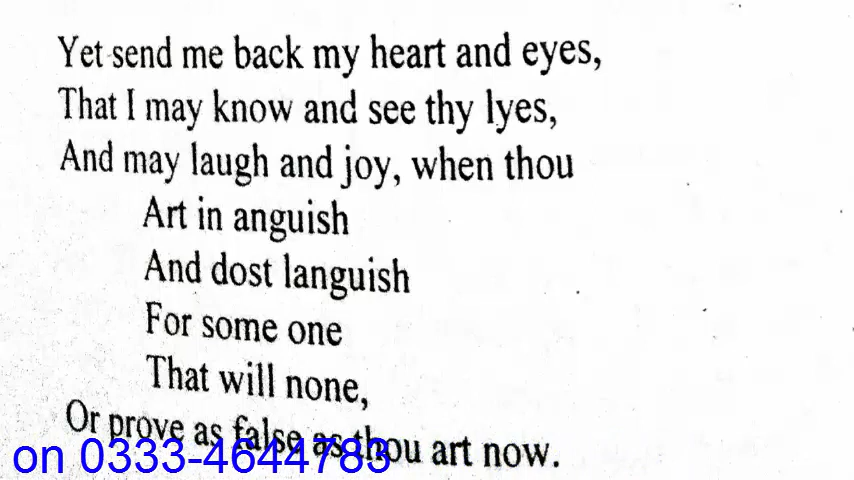 Yet send me back my heart and eyes,
That I may know and see thy lyes,
And may laugh and joy, when thou
Art in anguish
And dost languish
For some one
That will none,
Or prove as false as thou art now.
on 0333-4644783